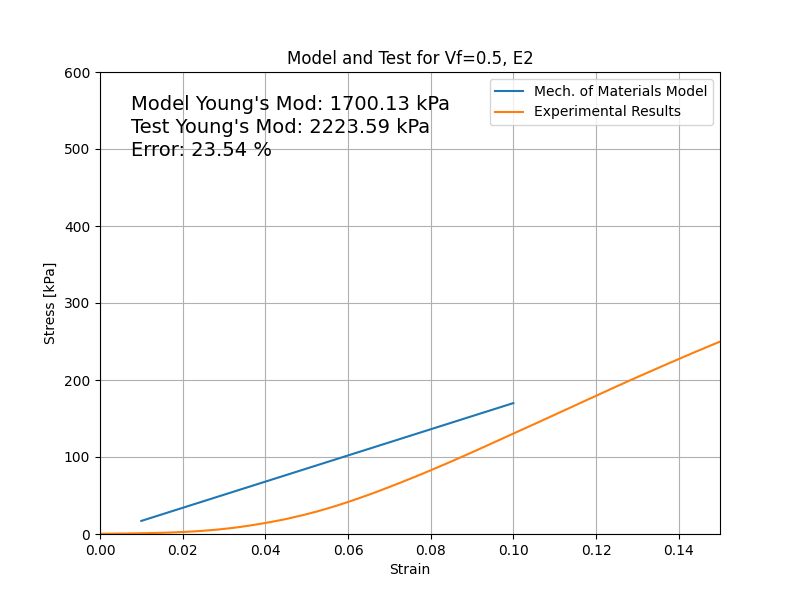 Model and Test for Vf=0.5, E2
Model Young's Mod: 1700.13 kPa
Test Young's Mod: 2223.59 kPa
Error: 23.54 %
Mech. of Materials Model
Experimental Results
600
500
400
300
200
100
0
Stress [kPa]
0.00 0.02 0.04 0.06 0.08 0.10 0.12 0.14
Strain